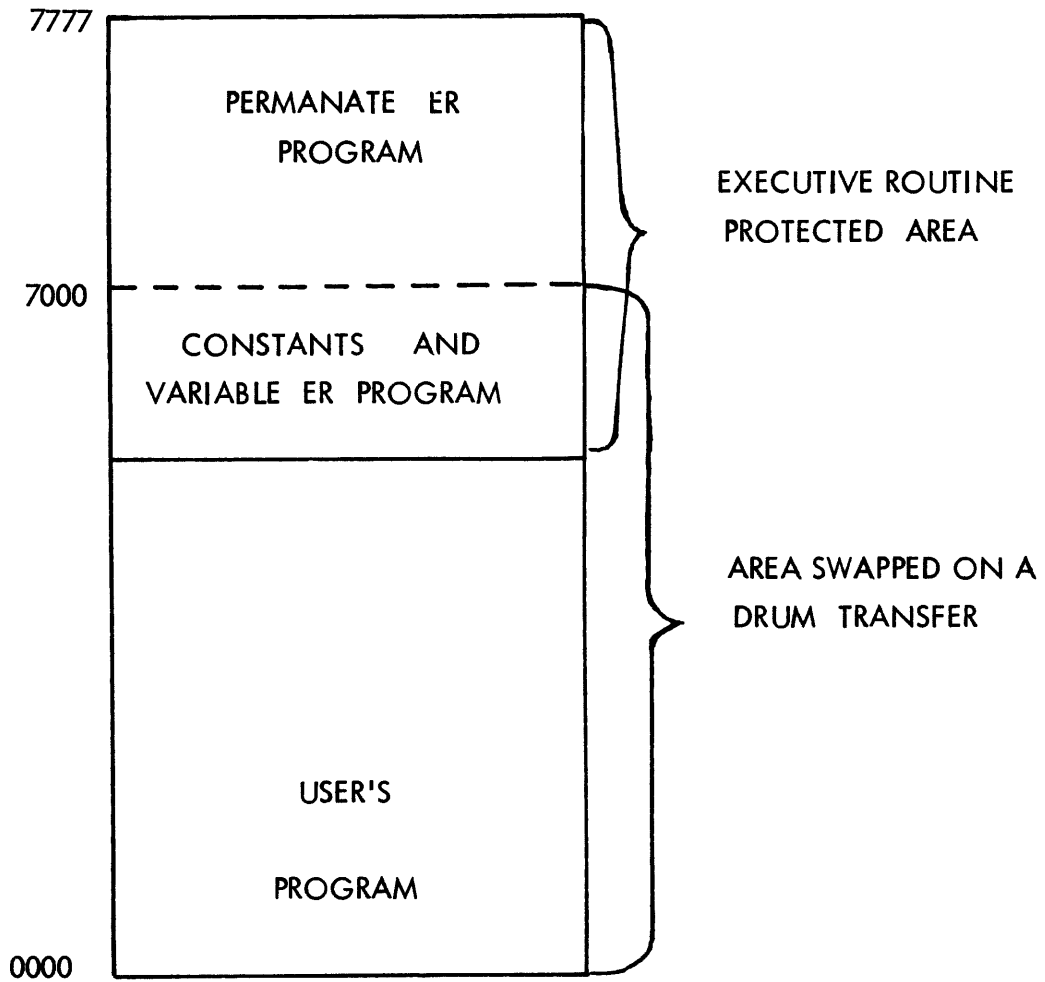 7777
PERMANATE ER
PROGRAM
EXECUTIVE ROUTINE
PROTECTED AREA
7000
CONSTANTS AND
VARIABLE ER PROGRAM
AREA SWAPPED ON A
DRUM TRANSFER
USER'S
PROGRAM
0000